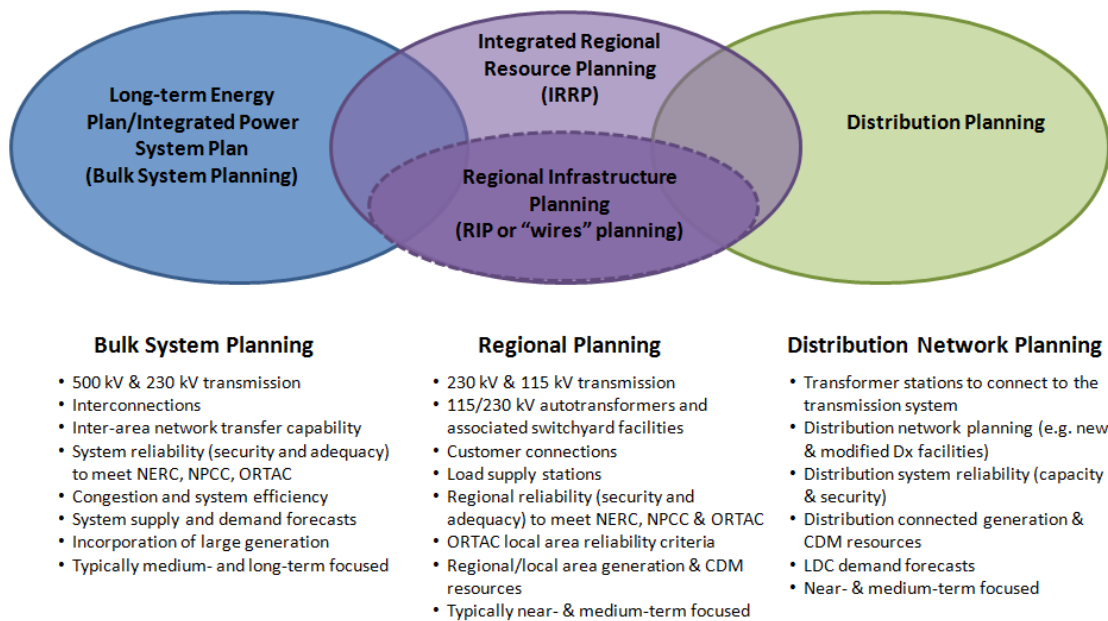 Long-term Energy
Plan/Integrated Power
System Plan
(Bulk System Planning)
Integrated Regional
Resource Planning
(IRRP)
Regional Infrastructure
Planning
(RIP or “wires” planning)
Distribution Planning
Bulk System Planning
• 500 kV & 230 kV transmission
• Interconnections
• Inter-area network transfer capability
• System reliability (security and adequacy)
to meet NERC, NPCC, ORTAC
• Congestion and system efficiency
• System supply and demand forecasts
• Incorporation of large generation
• Typically medium- and long-term focused
Regional Planning
• 230 kV & 115 kV transmission
• 115/230 kV autotransformers and
associated switchyard facilities
• Customer connections
• Load supply stations
• Regional reliability (security and
adequacy) to meet NERC, NPCC & ORTAC
• ORTAC local area reliability criteria
• Regional/local area generation & CDM
resources
• Typically near- & medium-term focused
Distribution Network Planning
• Transformer stations to connect to the
transmission system
• Distribution network planning (e.g. new
& modified Dx facilities)
• Distribution system reliability (capacity
& security)
• Distribution connected generation &
CDM resources
• LDC demand forecasts
• Near- & medium-term focused